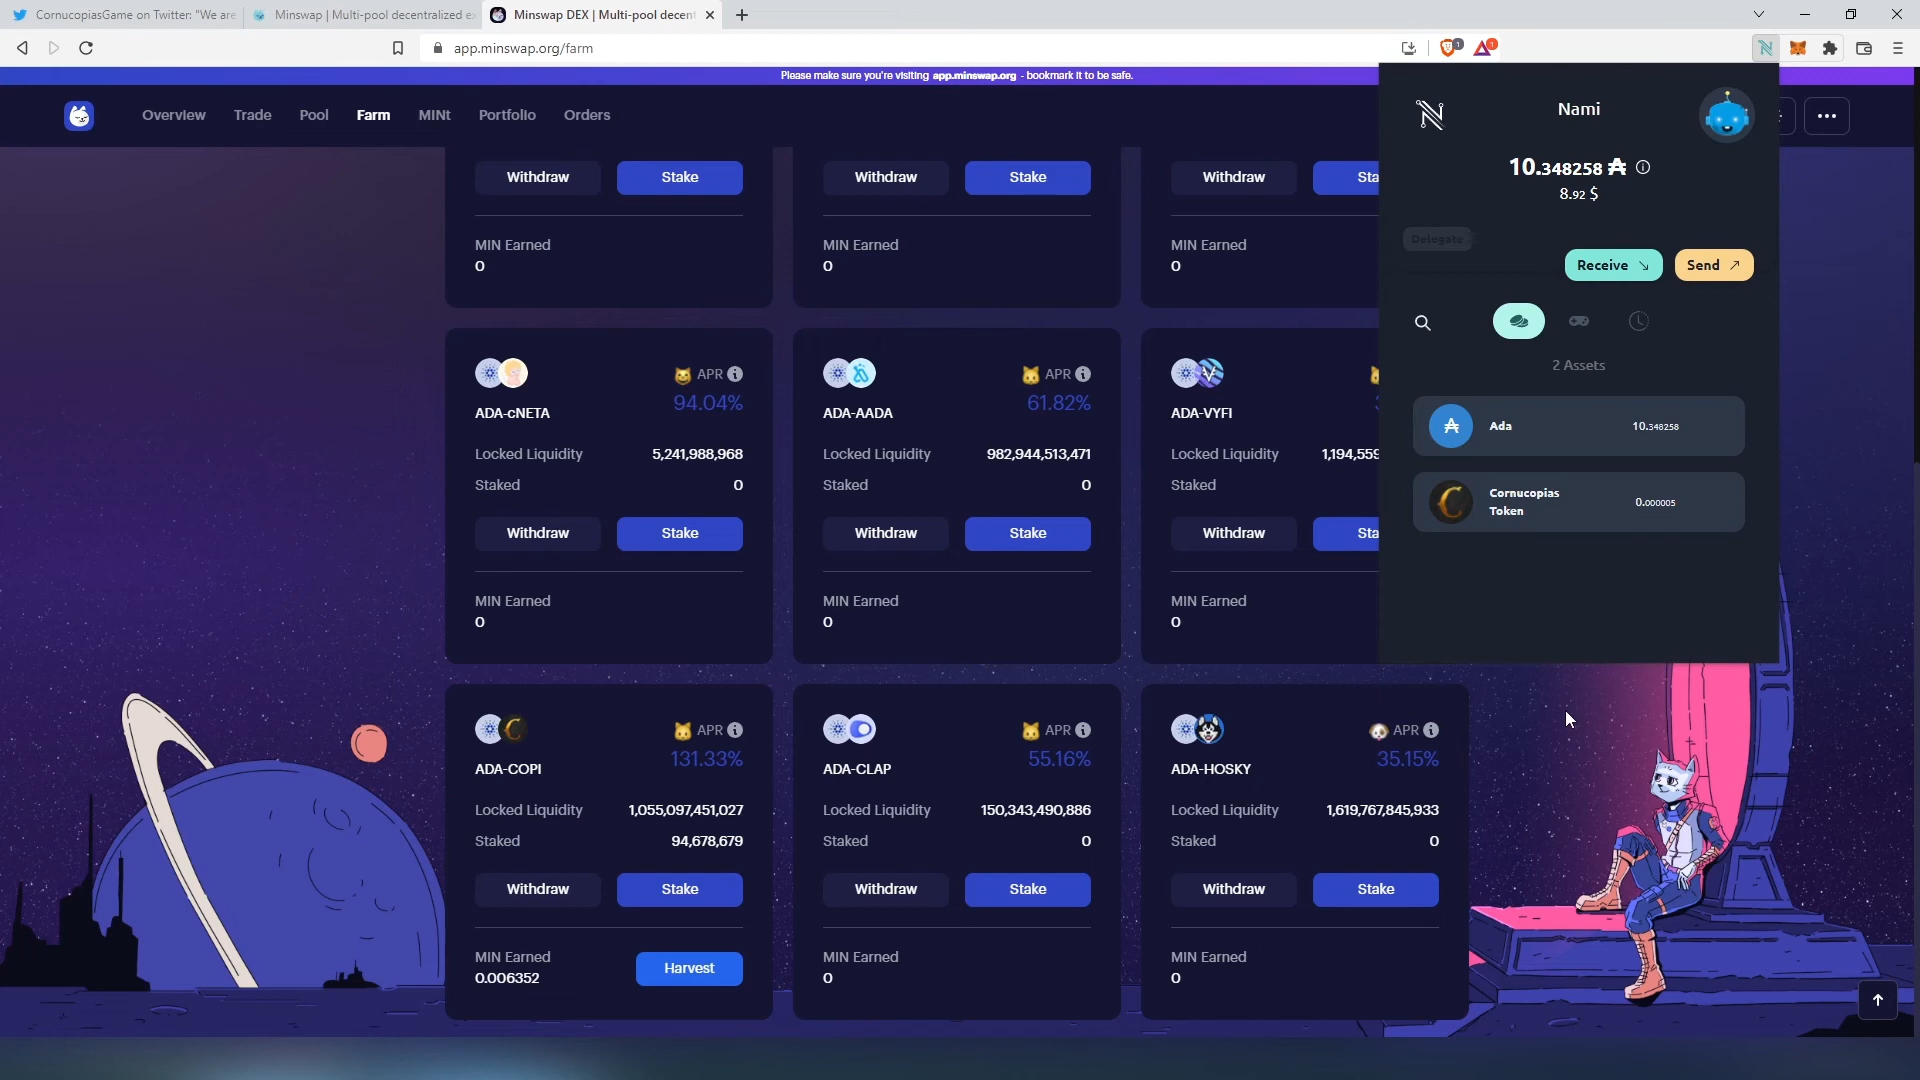 CornucopiasGame on Twitter: "We are
Minswap | Multi-pool decentralized ex
Minswap DEX | Multi-pool decent
app.minswap.org/farm
1
1
Please make sure you're visiting app.minswap.org - bookmark it to be safe.
Overview
Trade
Pool
Farm
MINt
Portfolio
Orders
Nami
10.348258 ₳
8.92 $
Delegate
Receive
Send
2 Assets
Ada
10.348258
Cornucopias
Token
0.000005
Withdraw
Stake
Withdraw
Stake
Withdraw
Sta
MIN Earned
0
MIN Earned
0
MIN Earned
0
APR
94.04%
ADA-cNETA
Locked Liquidity
5,241,988,968
Staked
0
Withdraw
Stake
MIN Earned
0
APR
61.82%
ADA-AADA
Locked Liquidity
982,944,513,471
Staked
0
Withdraw
Stake
MIN Earned
0
ADA-VYFI
Locked Liquidity
1,194,559
Staked
Withdraw
Sta
MIN Earned
0
APR
131.33%
ADA-COPI
Locked Liquidity
1,055,097,451,027
Staked
94,678,679
Withdraw
Stake
MIN Earned
0.006352
Harvest
APR
55.16%
ADA-CLAP
Locked Liquidity
150,343,490,886
Staked
0
Withdraw
Stake
MIN Earned
0
APR
35.15%
ADA-HOSKY
Locked Liquidity
1,619,767,845,933
Staked
0
Withdraw
Stake
MIN Earned
0